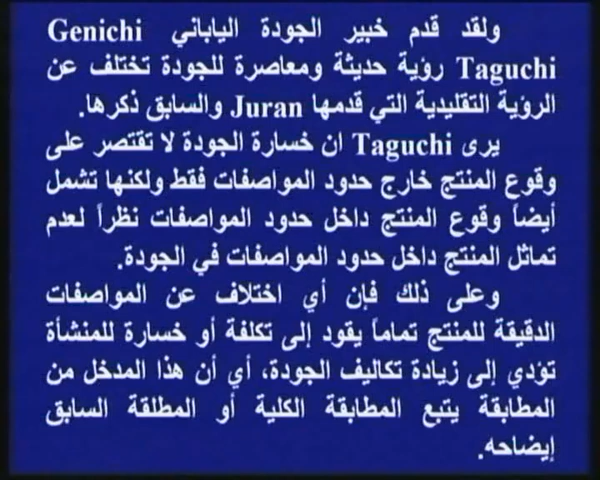 ولقد قدم خبير الجودة الياباني Genichi
Taguchi رؤية حديثة ومعاصرة للجودة تختلف عن
الرؤية التقليدية التي قدمها Juran والسابق ذكرها.
يرى Taguchi ان خسارة الجودة لا تقتصر على
وقوع المنتج خارج حدود المواصفات فقط ولكنها تشمل
أيضاً وقوع المنتج داخل حدود المواصفات نظراً لعدم
تماثل المنتج داخل حدود المواصفات في الجودة.
وعلى ذلك فإن أي اختلاف عن المواصفات
الدقيقة للمنتج تماماً يقود إلى تكلفة أو خسارة للمنشأة
تؤدي إلى زيادة تكاليف الجودة، أي أن هذا المدخل من
المطابقة يتبع المطابقة الكلية أو المطلقة السابق
إيضاحه.